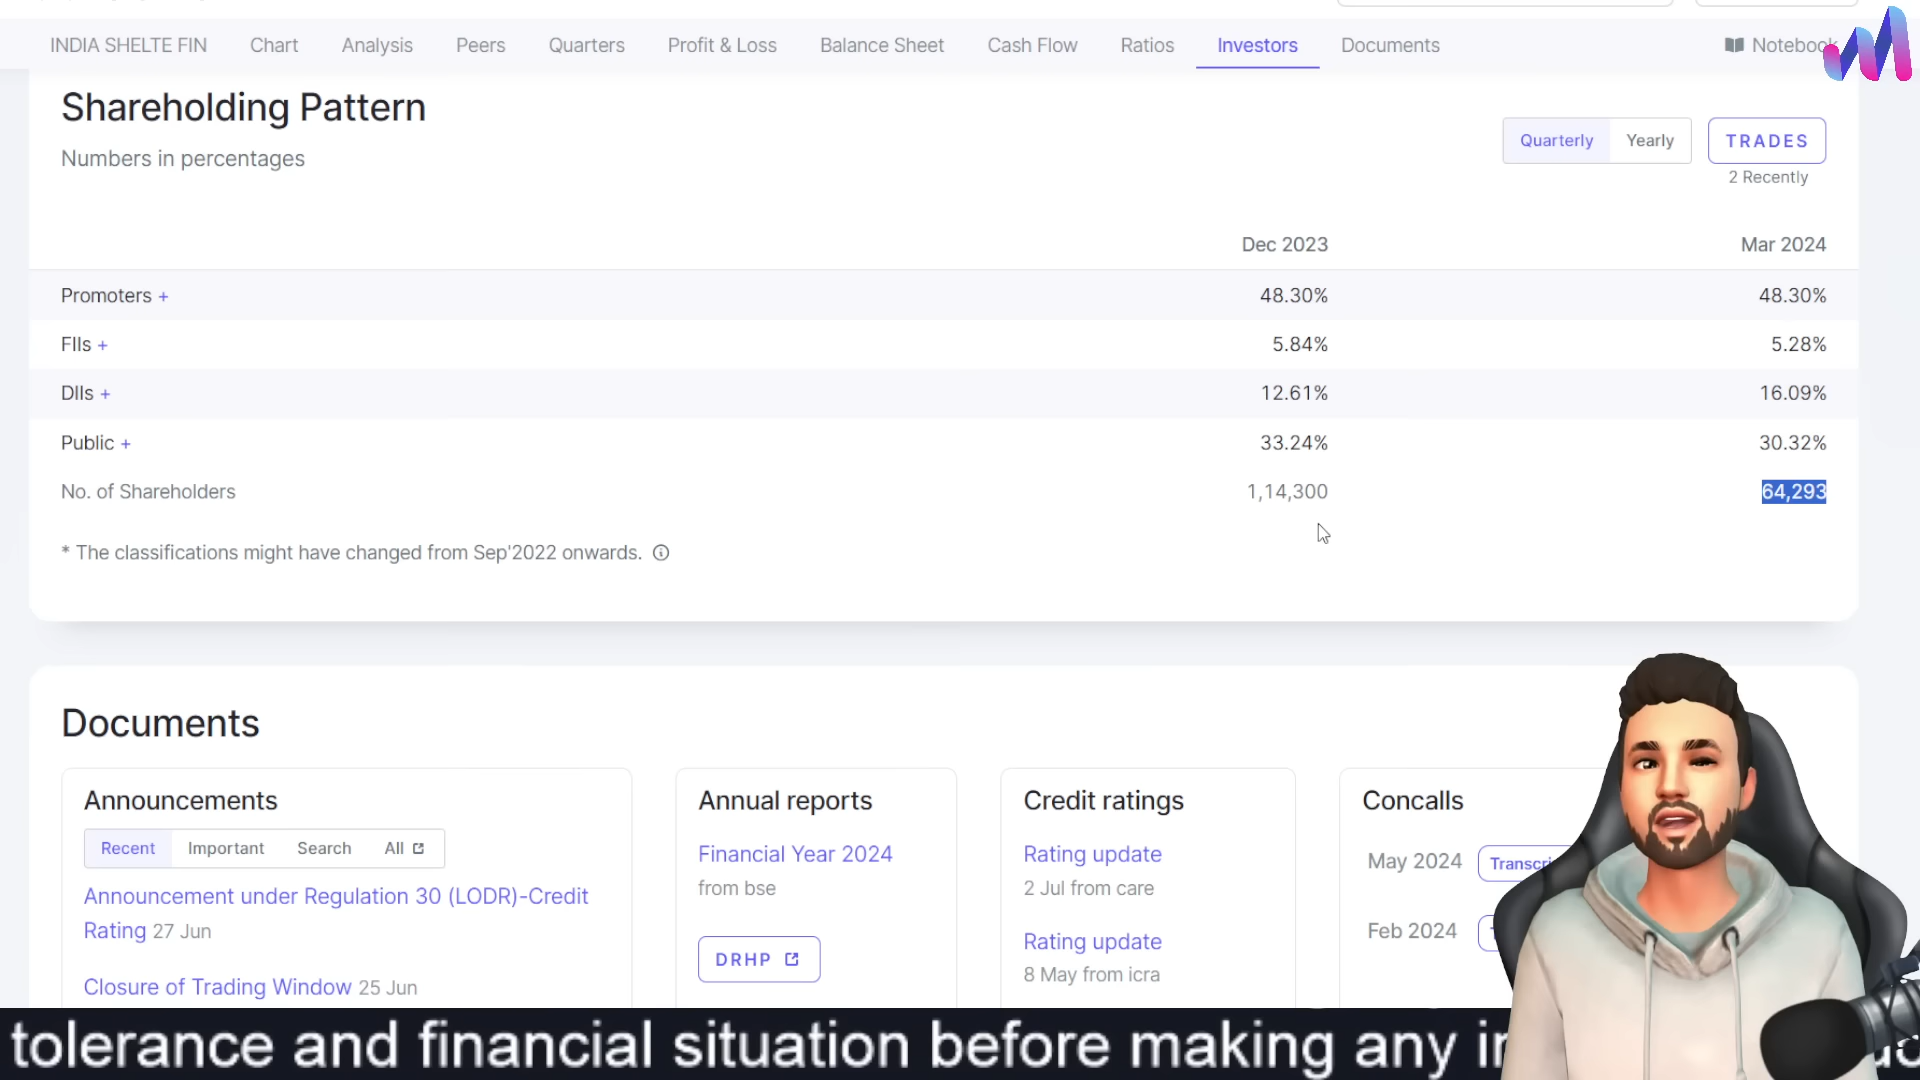 INDIA SHELTE FIN Chart Analysis Peers Quarters Profit & Loss Balance Sheet Cash Flow Ratios Investors Documents Notebook
Shareholding Pattern
Numbers in percentages
Quarterly Yearly TRADES
2 Recently
Dec 2023 Mar 2024
Promoters + 48.30% 48.30%
FIIs + 5.84% 5.28%
DIIs + 12.61% 16.09%
Public + 33.24% 30.32%
No. of Shareholders 1,14,300 64,293
* The classifications might have changed from Sep'2022 onwards.
Documents
Announcements
Recent Important Search All
Announcement under Regulation 30 (LODR)-Credit
Rating 27 Jun
Closure of Trading Window 25 Jun
Annual reports
Financial Year 2024
from bse
DRHP
Credit ratings
Rating update
2 Jul from care
Rating update
8 May from icra
Concalls
May 2024
Feb 2024
tolerance and financial situation before making any